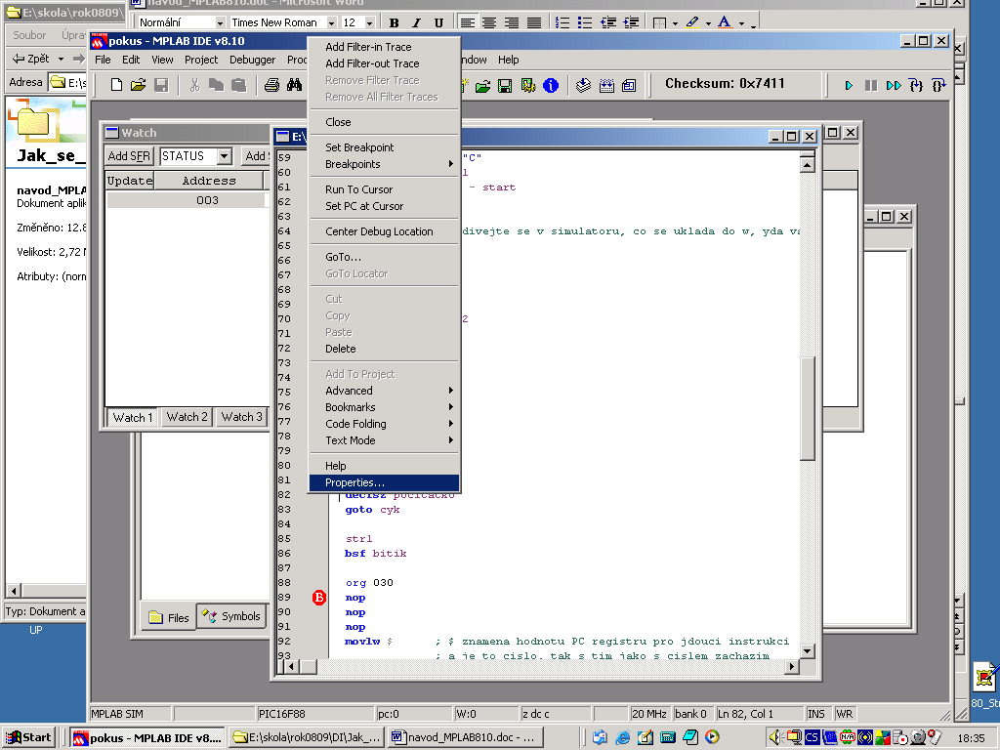 E:\skola\rok0809\
navod_MPLAB810.doc - Microsoft Word
Soubor Úpra
Normální Times New Roman 12 B I U
Zpět
Adresa E:\s
pokus - MPLAB IDE v8.10
File Edit View Project Debugger Proc ndow Help
Checksum: 0x7411
Jak_se_
navod_MPLA
Dokument aplik
Změněno: 12.8
Velikost: 2,72 M
Atributy: (norm
Typ: Dokument a
UP
Watch
Add SFR STATUS Add S
Update Address
003
Watch 1 Watch 2 Watch 3
Files Symbols
Add Filter-in Trace
Add Filter-out Trace
Remove Filter Trace
Remove All Filter Traces
Close
Set Breakpoint
Breakpoints
Run To Cursor
Set PC at Cursor
Center Debug Location
GoTo...
GoTo Locator
Cut
Copy
Paste
Delete
Add To Project
Advanced
Bookmarks
Code Folding
Text Mode
Help
Properties...
E:\
59 "C"
60 l
61 - start
62
63
64 divejte se v simulatoru, co se uklada do w, yda va
65
66
67
68
69
70 2
71
72
73
74
75
76
77
78
79
80
81
82 decfsz pocitatko
83 goto cyk
84
85 strl
86 bsf bitik
87
88 org 030
89 B nop
90 nop
91 nop
92 movlw $ ; $ znamena hodnotu PC registru pro jdouci instrukci
93 ; a je to cislo, tak s tim jako s cislem zachazim
MPLAB SIM PIC16F88 pc:0 W:0 z dc c 20 MHz bank 0 Ln 82, Col 1 INS WR
80_Str
Start pokus - MPLAB IDE v8.... E:\skola\rok0809\DI\Jak_... navod_MPLAB810.doc - ... CS N/A 18:35